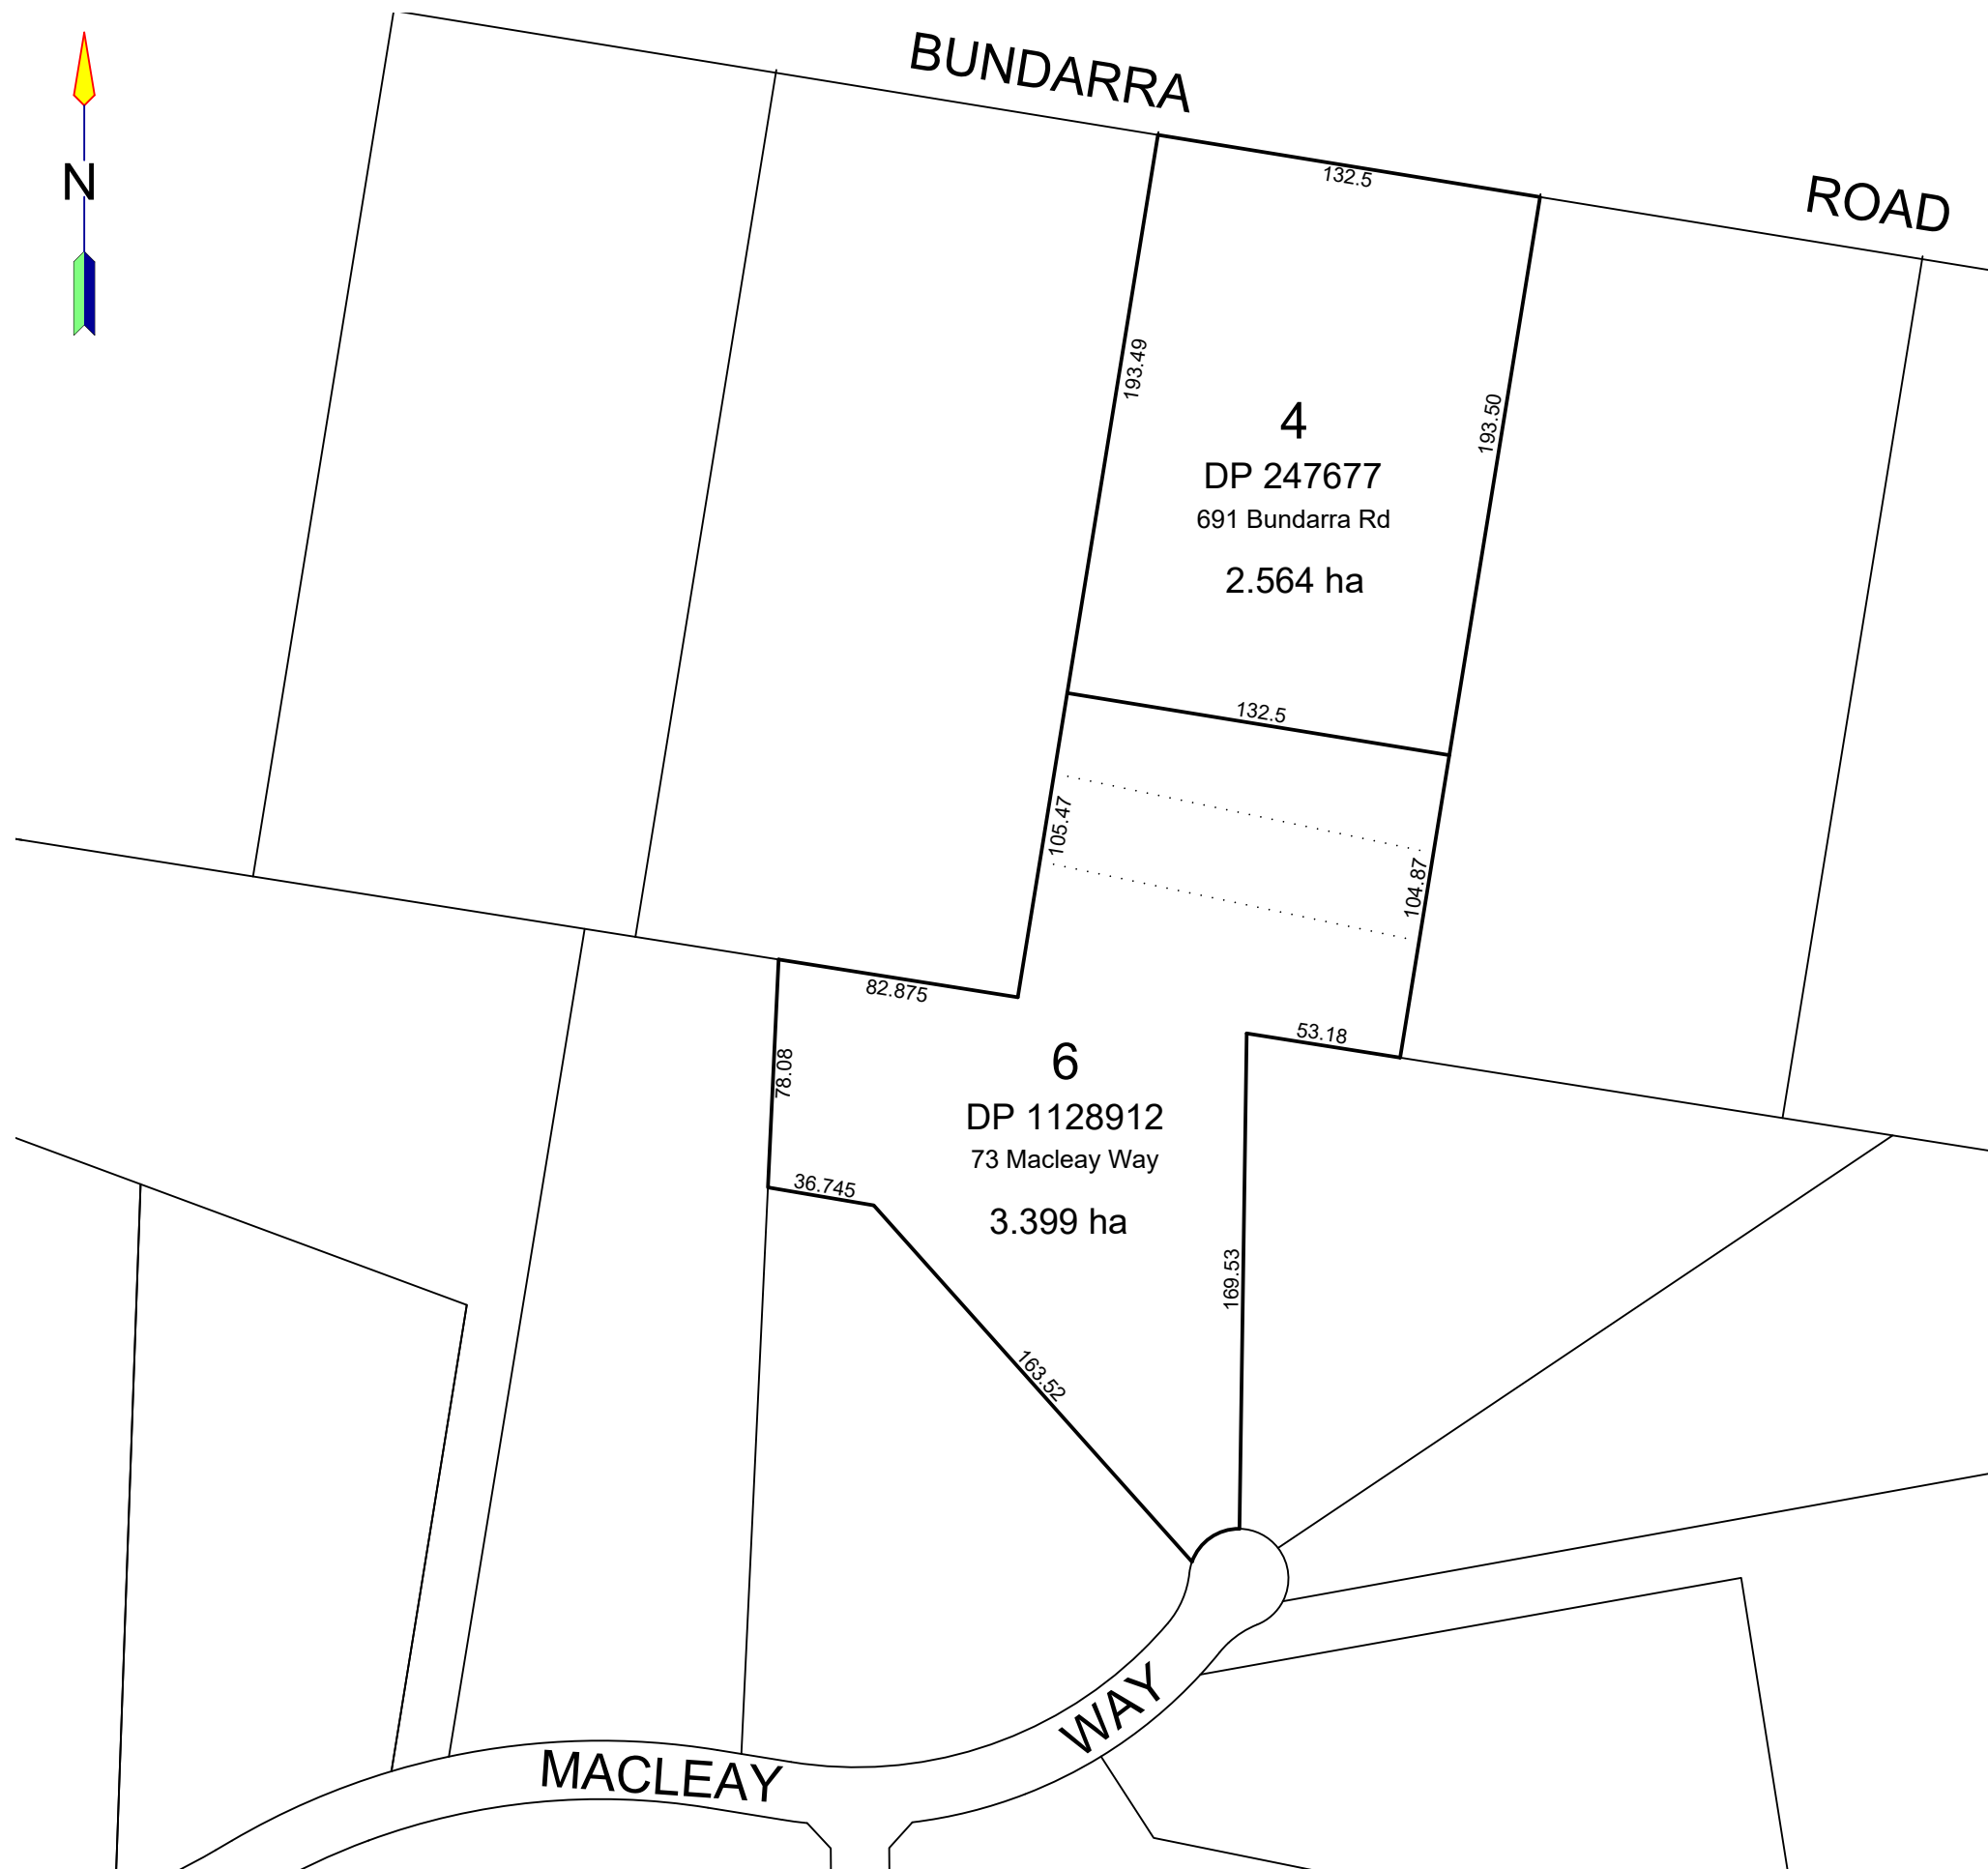 BUNDARRA
ROAD
N
132.5
193.49
193.50
4
DP 247677
691 Bundarra Rd
2.564 ha
132.5
105.47
104.87
82.875
53.18
78.08
6
DP 1128912
73 Macleay Way
3.399 ha
36.745
169.53
163.52
MACLEAY
WAY